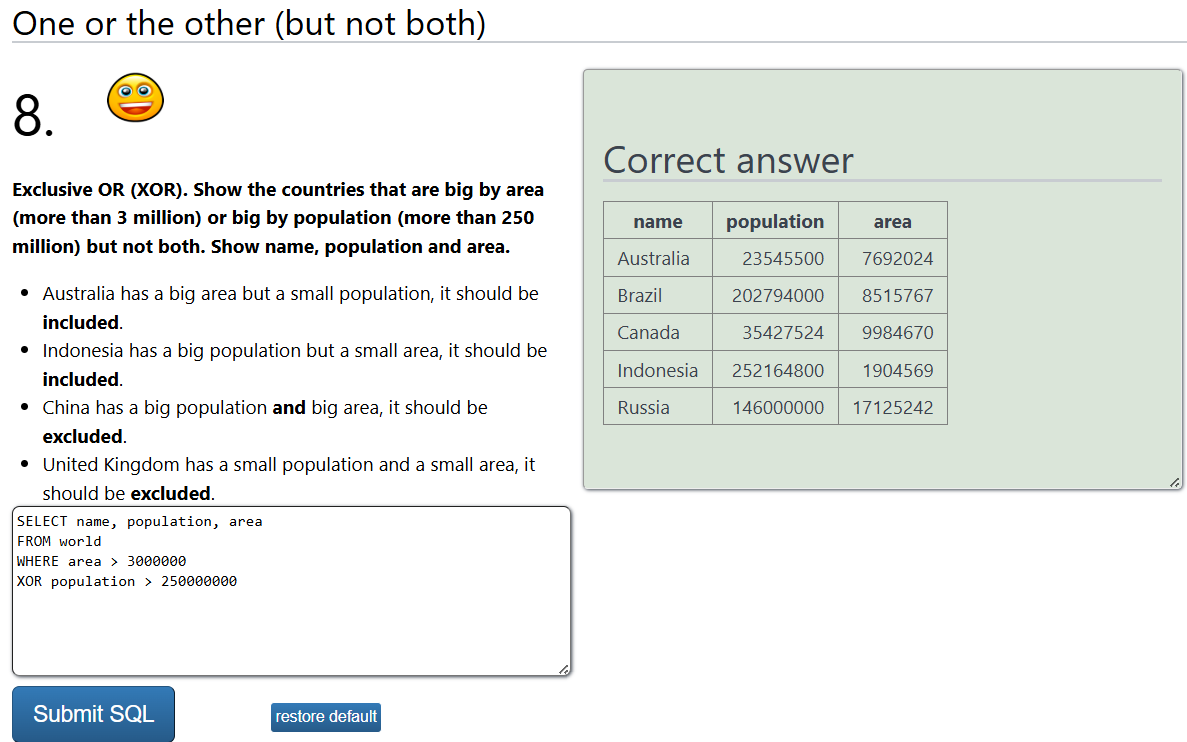 One or the other (but not both)
8.
Exclusive OR (XOR). Show the countries that are big by area
(more than 3 million) or big by population (more than 250
million) but not both. Show name, population and area.
• Australia has a big area but a small population, it should be
included.
• Indonesia has a big population but a small area, it should be
included.
• China has a big population and big area, it should be
excluded.
• United Kingdom has a small population and a small area, it
should be excluded.
SELECT name, population, area
FROM world
WHERE area > 3000000
XOR population > 250000000
Submit SQL
restore default
Correct answer
name population area
Australia 23545500 7692024
Brazil 202794000 8515767
Canada 35427524 9984670
Indonesia 252164800 1904569
Russia 146000000 17125242